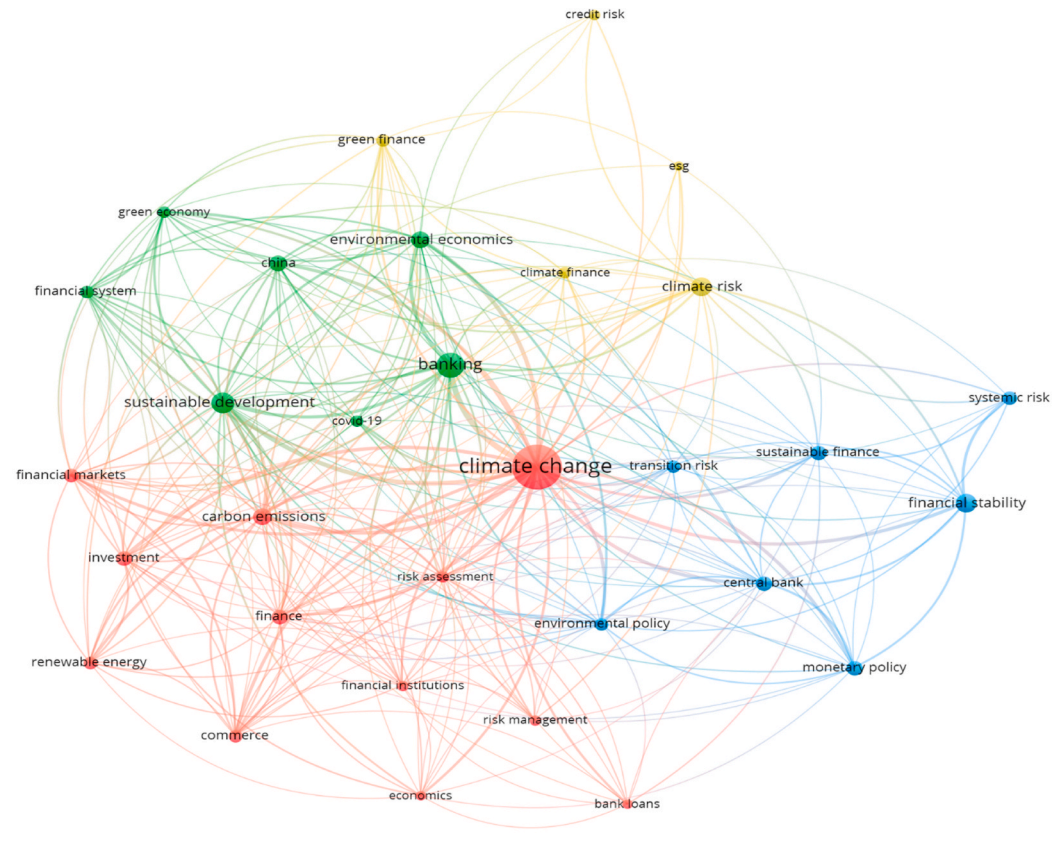 credit risk
green finance
esg
green economy
environmental economics
china
climate finance
financial system
climate risk
banking
systemic risk
sustainable development
covid-19
sustainable finance
climate change
transition risk
financial markets
financial stability
carbon emissions
investment
risk assessment
central bank
finance
environmental policy
renewable energy
monetary policy
financial institutions
risk management
commerce
economics
bank loans